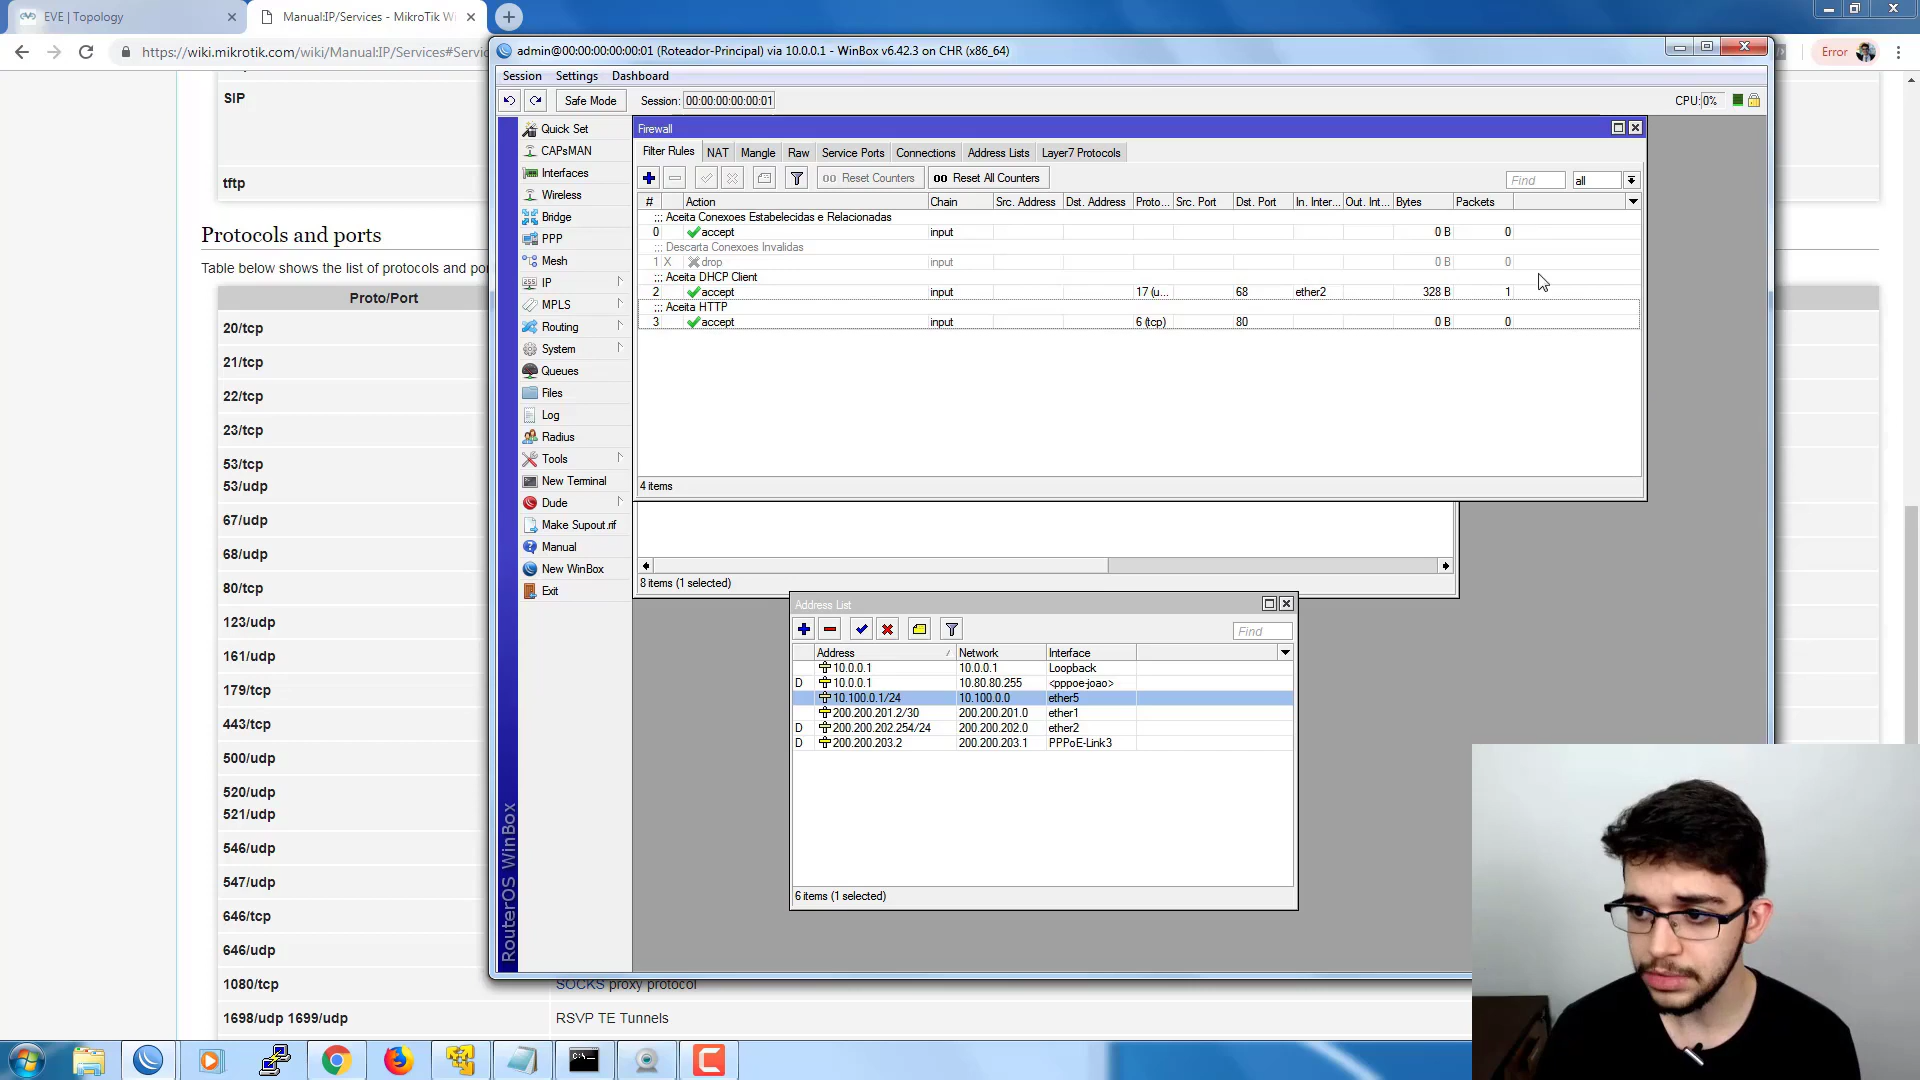 EVE | Topology
Manual:IP/Services - MikroTik Wi
https://wiki.mikrotik.com/wiki/Manual:IP/Services#Servic
Error
SIP
tftp
Protocols and ports
Table below shows the list of protocols and por
Proto/Port
20/tcp
21/tcp
22/tcp
23/tcp
53/tcp
53/udp
67/udp
68/udp
80/tcp
123/udp
161/udp
179/udp
443/tcp
500/udp
520/udp
521/udp
546/udp
547/udp
646/tcp
646/udp
1080/tcp SOCKS proxy protocol
1698/udp 1699/udp RSVP TE Tunnels
admin@00:00:00:00:00:01 (Roteador-Principal) via 10.0.0.1 - WinBox v6.42.3 on CHR (x86_64)
Session Settings Dashboard
Safe Mode Session: 00:00:00:00:00:01 CPU: 0%
Quick Set
CAPsMAN
Interfaces
Wireless
Bridge
PPP
Mesh
IP
MPLS
Routing
System
Queues
Files
Log
Radius
Tools
New Terminal
Dude
Make Supout.rif
Manual
New WinBox
Exit
RouterOS WinBox
Firewall
Filter Rules NAT Mangle Raw Service Ports Connections Address Lists Layer7 Protocols
00 Reset Counters 00 Reset All Counters Find all
# Action Chain Src. Address Dst. Address Proto... Src. Port Dst. Port In. Inter... Out. Int... Bytes Packets
;;; Aceita Conexoes Estabelecidas e Relacionadas
0 accept input 0 B 0
;;; Descarta Conexoes Invalidas
1 X drop input 0 B 0
;;; Aceita DHCP Client
2 accept input 17 (u... 68 ether2 328 B 1
;;; Aceita HTTP
3 accept input 6 (tcp) 80 0 B 0
4 items
8 items (1 selected)
Address List
Find
Address Network Interface
10.0.0.1 10.0.0.1 Loopback
D 10.0.0.1 10.80.80.255 <pppoe-joao>
10.100.0.1/24 10.100.0.0 ether5
200.200.201.2/30 200.200.201.0 ether1
D 200.200.202.254/24 200.200.202.0 ether2
D 200.200.203.2 200.200.203.1 PPPoE-Link3
6 items (1 selected)